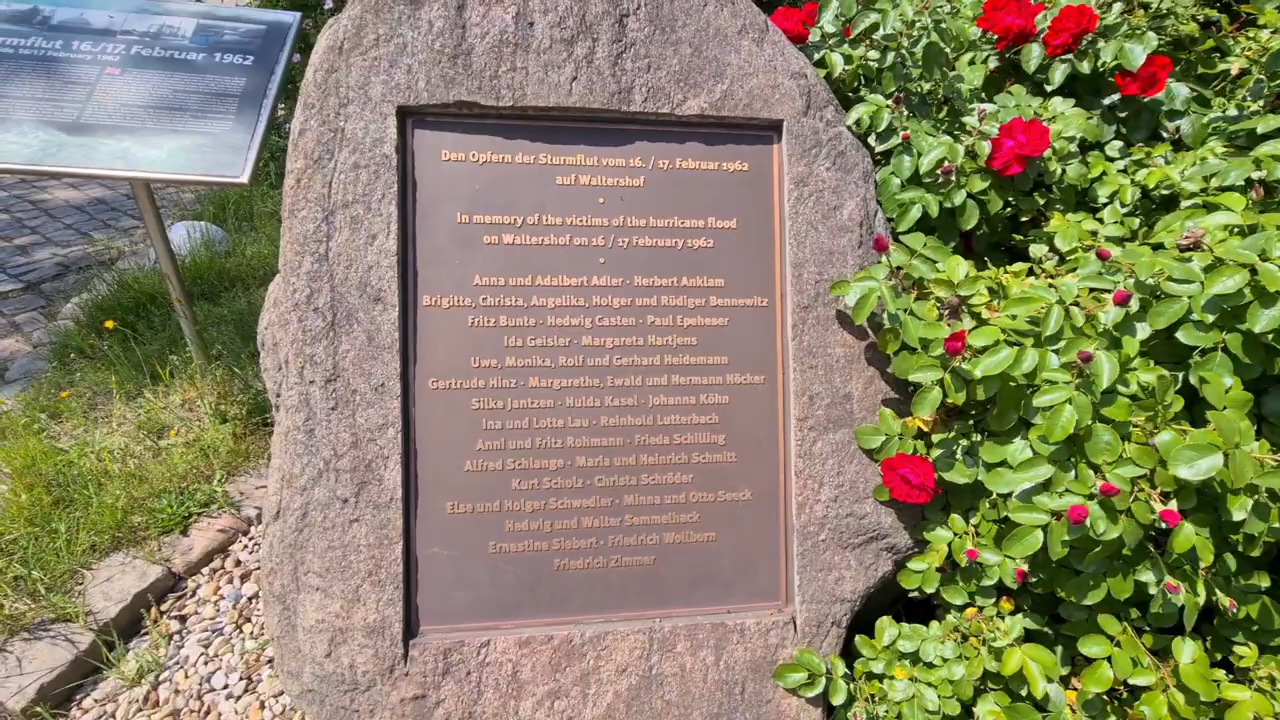 rmflut 16./17. Februar 1962
de 16/17 February 1962
Den Opfern der Sturmflut vom 16. / 17. Februar 1962
auf Waltershof
In memory of the victims of the hurricane flood
on Waltershof on 16 / 17 February 1962
Anna und Adalbert Adler · Herbert Anklam
Brigitte, Christa, Angelika, Holger und Rüdiger Bennewitz
Fritz Bunte · Hedwig Casten · Paul Epeheser
Ida Geisler · Margareta Hartjens
Uwe, Monika, Rolf und Gerhard Heidemann
Gertrude Hinz · Margarethe, Ewald und Hermann Höcker
Silke Jantzen · Hulda Kasel · Johanna Köhn
Ina und Lotte Lau · Reinhold Lutterbach
Anni und Fritz Rohmann · Frieda Schilling
Alfred Schlange · Maria und Heinrich Schmitt
Kurt Scholz · Christa Schröder
Else und Holger Schwedler · Minna und Otto Seeck
Hedwig und Walter Semmelhack
Ernestine Siebert · Friedrich Wollborn
Friedrich Zimmer